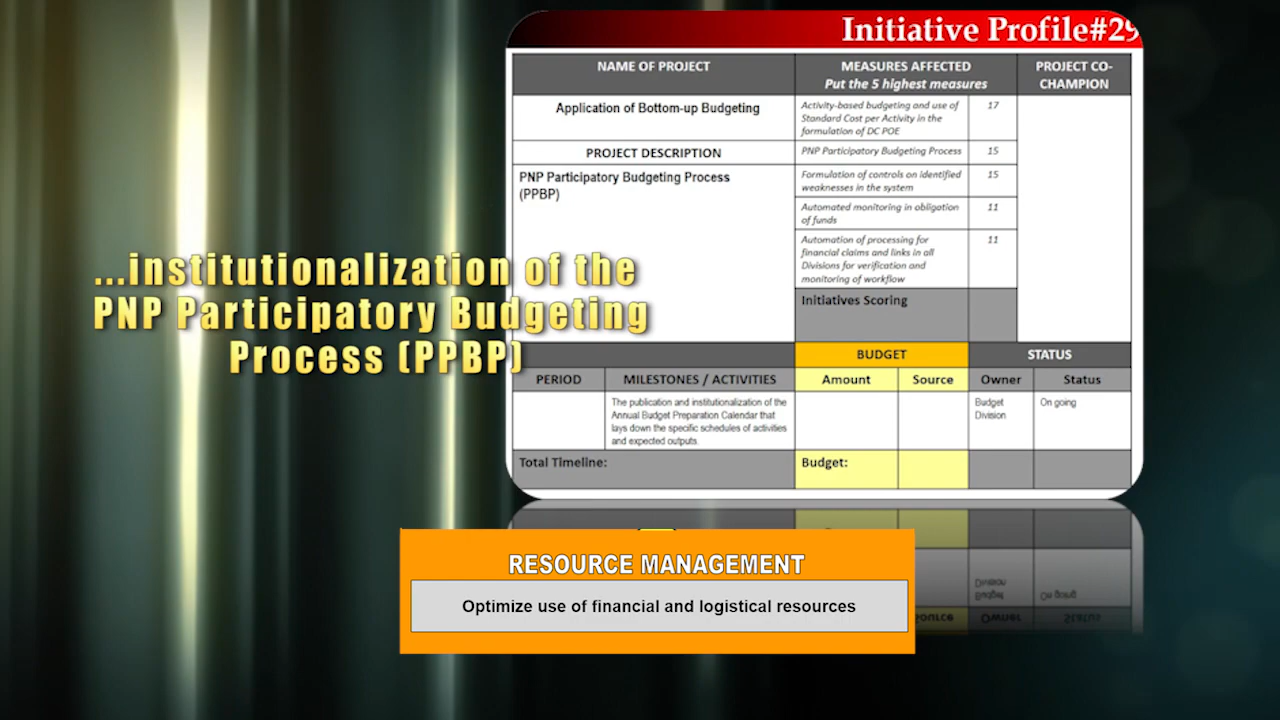 Initiative Profile#29
NAME OF PROJECT
MEASURES AFFECTED
Put the 5 highest measures
PROJECT CO-
CHAMPION
Application of Bottom-up Budgeting
Activity-based budgeting and use of
Standard Cost per Activity in the
formulation of DC POE
17
PROJECT DESCRIPTION
PNP Participatory Budgeting Process
15
PNP Participatory Budgeting Process
(PPBP)
Formulation of controls on identified
weaknesses in the system
15
Automated monitoring in obligation
of funds
11
Automation of processing for
financial claims and links in all
Divisions for verification and
monitoring of workflow
11
Initiatives Scoring
...institutionalization of the
PNP Participatory Budgeting
Process (PPBP)
BUDGET
STATUS
PERIOD
MILESTONES / ACTIVITIES
Amount
Source
Owner
Status
The publication and institutionalization of the
Annual Budget Preparation Calendar that
lays down the specific schedules of activities
and expected outputs.
Budget
Division
On going
Total Timeline:
Budget:
RESOURCE MANAGEMENT
Optimize use of financial and logistical resources